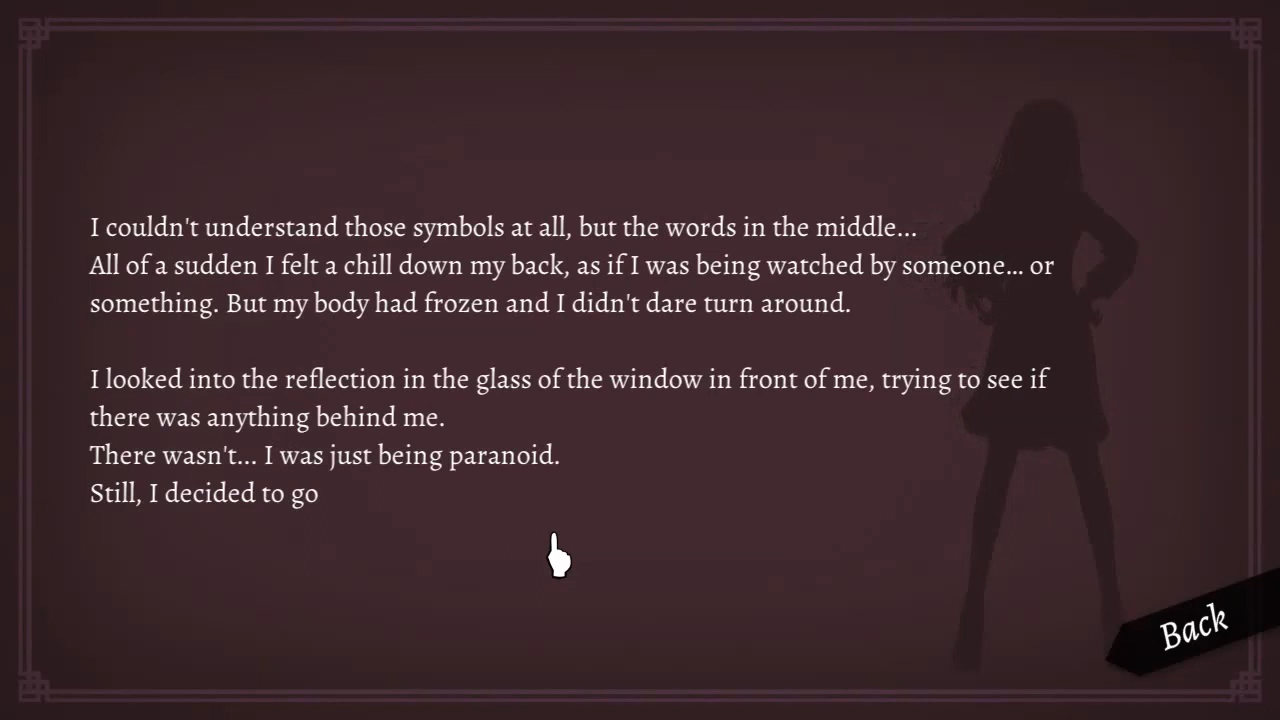 I couldn't understand those symbols at all, but the words in the middle...
All of a sudden I felt a chill down my back, as if I was being watched by someone... or
something. But my body had frozen and I didn't dare turn around.
I looked into the reflection in the glass of the window in front of me, trying to see if
there was anything behind me.
There wasn't... I was just being paranoid.
Still, I decided to go
Back